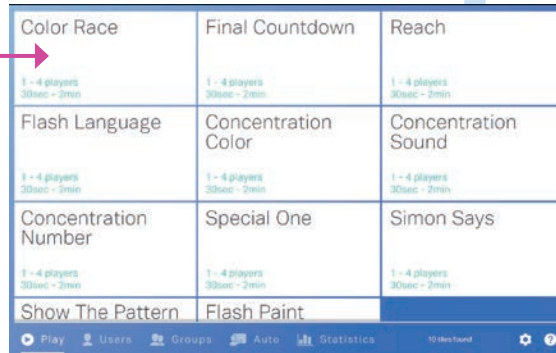 Color Race
1 - 4 players
30sec - 2min
Final Countdown
1 - 4 players
30sec - 2min
Reach
1 - 4 players
30sec - 2min
Flash Language
1 - 4 players
30sec - 2min
Concentration
Color
1 - 4 players
30sec - 2min
Concentration
Sound
1 - 4 players
30sec - 2min
Concentration
Number
1 - 4 players
30sec - 2min
Special One
1 - 4 players
30sec - 2min
Simon Says
1 - 4 players
30sec - 2min
Show The Pattern
Flash Paint
Play Users Groups Auto Statistics 10 tiles found ?